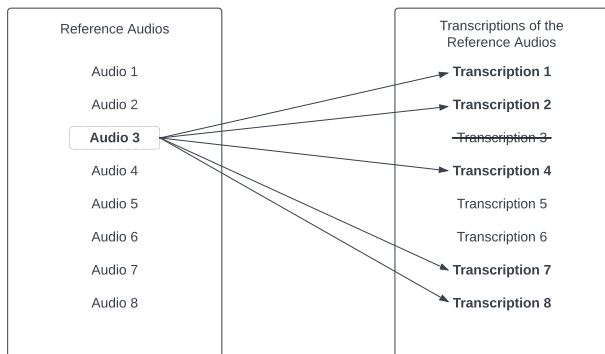 Reference Audios
Audio 1
Audio 2
Audio 3
Audio 4
Audio 5
Audio 6
Audio 7
Audio 8
Transcriptions of the
Reference Audios
Transcription 1
Transcription 2
Transcription 3
Transcription 4
Transcription 5
Transcription 6
Transcription 7
Transcription 8